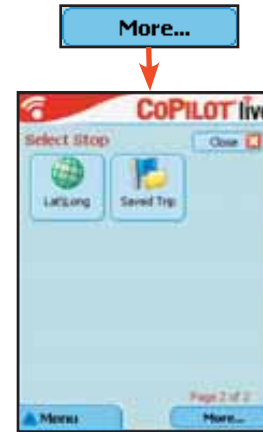 More...
COPILOT live
Select Stop
Close
Lat\Long
Saved Trip
Page 2 of 2
Menu
More...